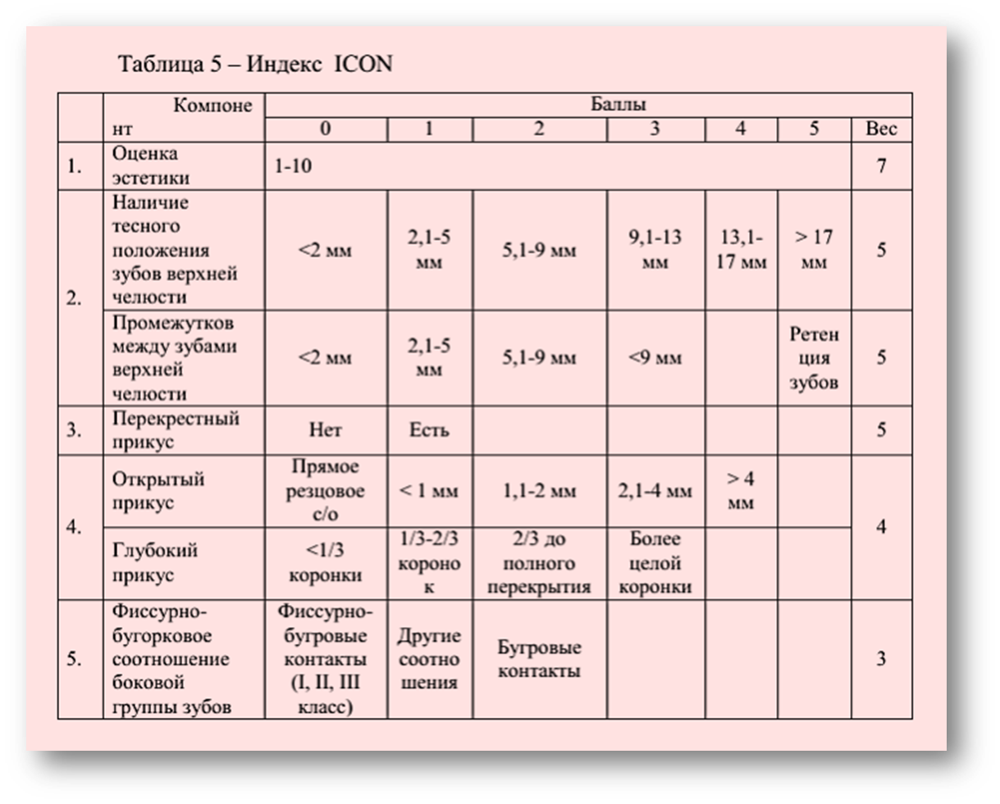 Таблица 5 – Индекс ICON
Компоне
нт
Баллы
0 1 2 3 4 5 Вес
1.
Оценка
эстетики
1-10
7
2.
Наличие
тесного
положения
зубов верхней
челюсти
<2 мм
2,1-5
мм
5,1-9 мм
9,1-13
мм
13,1-
17 мм
> 17
мм
5
Промежутков
между зубами
верхней
челюсти
<2 мм
2,1-5
мм
5,1-9 мм
<9 мм
Ретен
ция
зубов
5
3.
Перекрестный
прикус
Нет
Есть
5
4.
Открытый
прикус
Прямое
резцовое
с/о
< 1 мм
1,1-2 мм
2,1-4 мм
> 4
мм
4
Глубокий
прикус
<1/3
коронки
1/3-2/3
короно
к
2/3 до
полного
перекрытия
Более
целой
коронки
5.
Фиссурно-
бугорковое
соотношение
боковой
группы зубов
Фиссурно-
бугровые
контакты
(I, II, III
класс)
Другие
соотно
шения
Бугровые
контакты
3